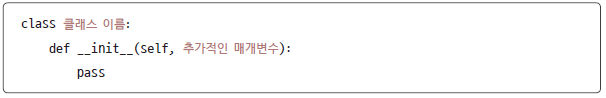 class 클래스 이름:
    def __init__(self, 추가적인 매개변수):
        pass